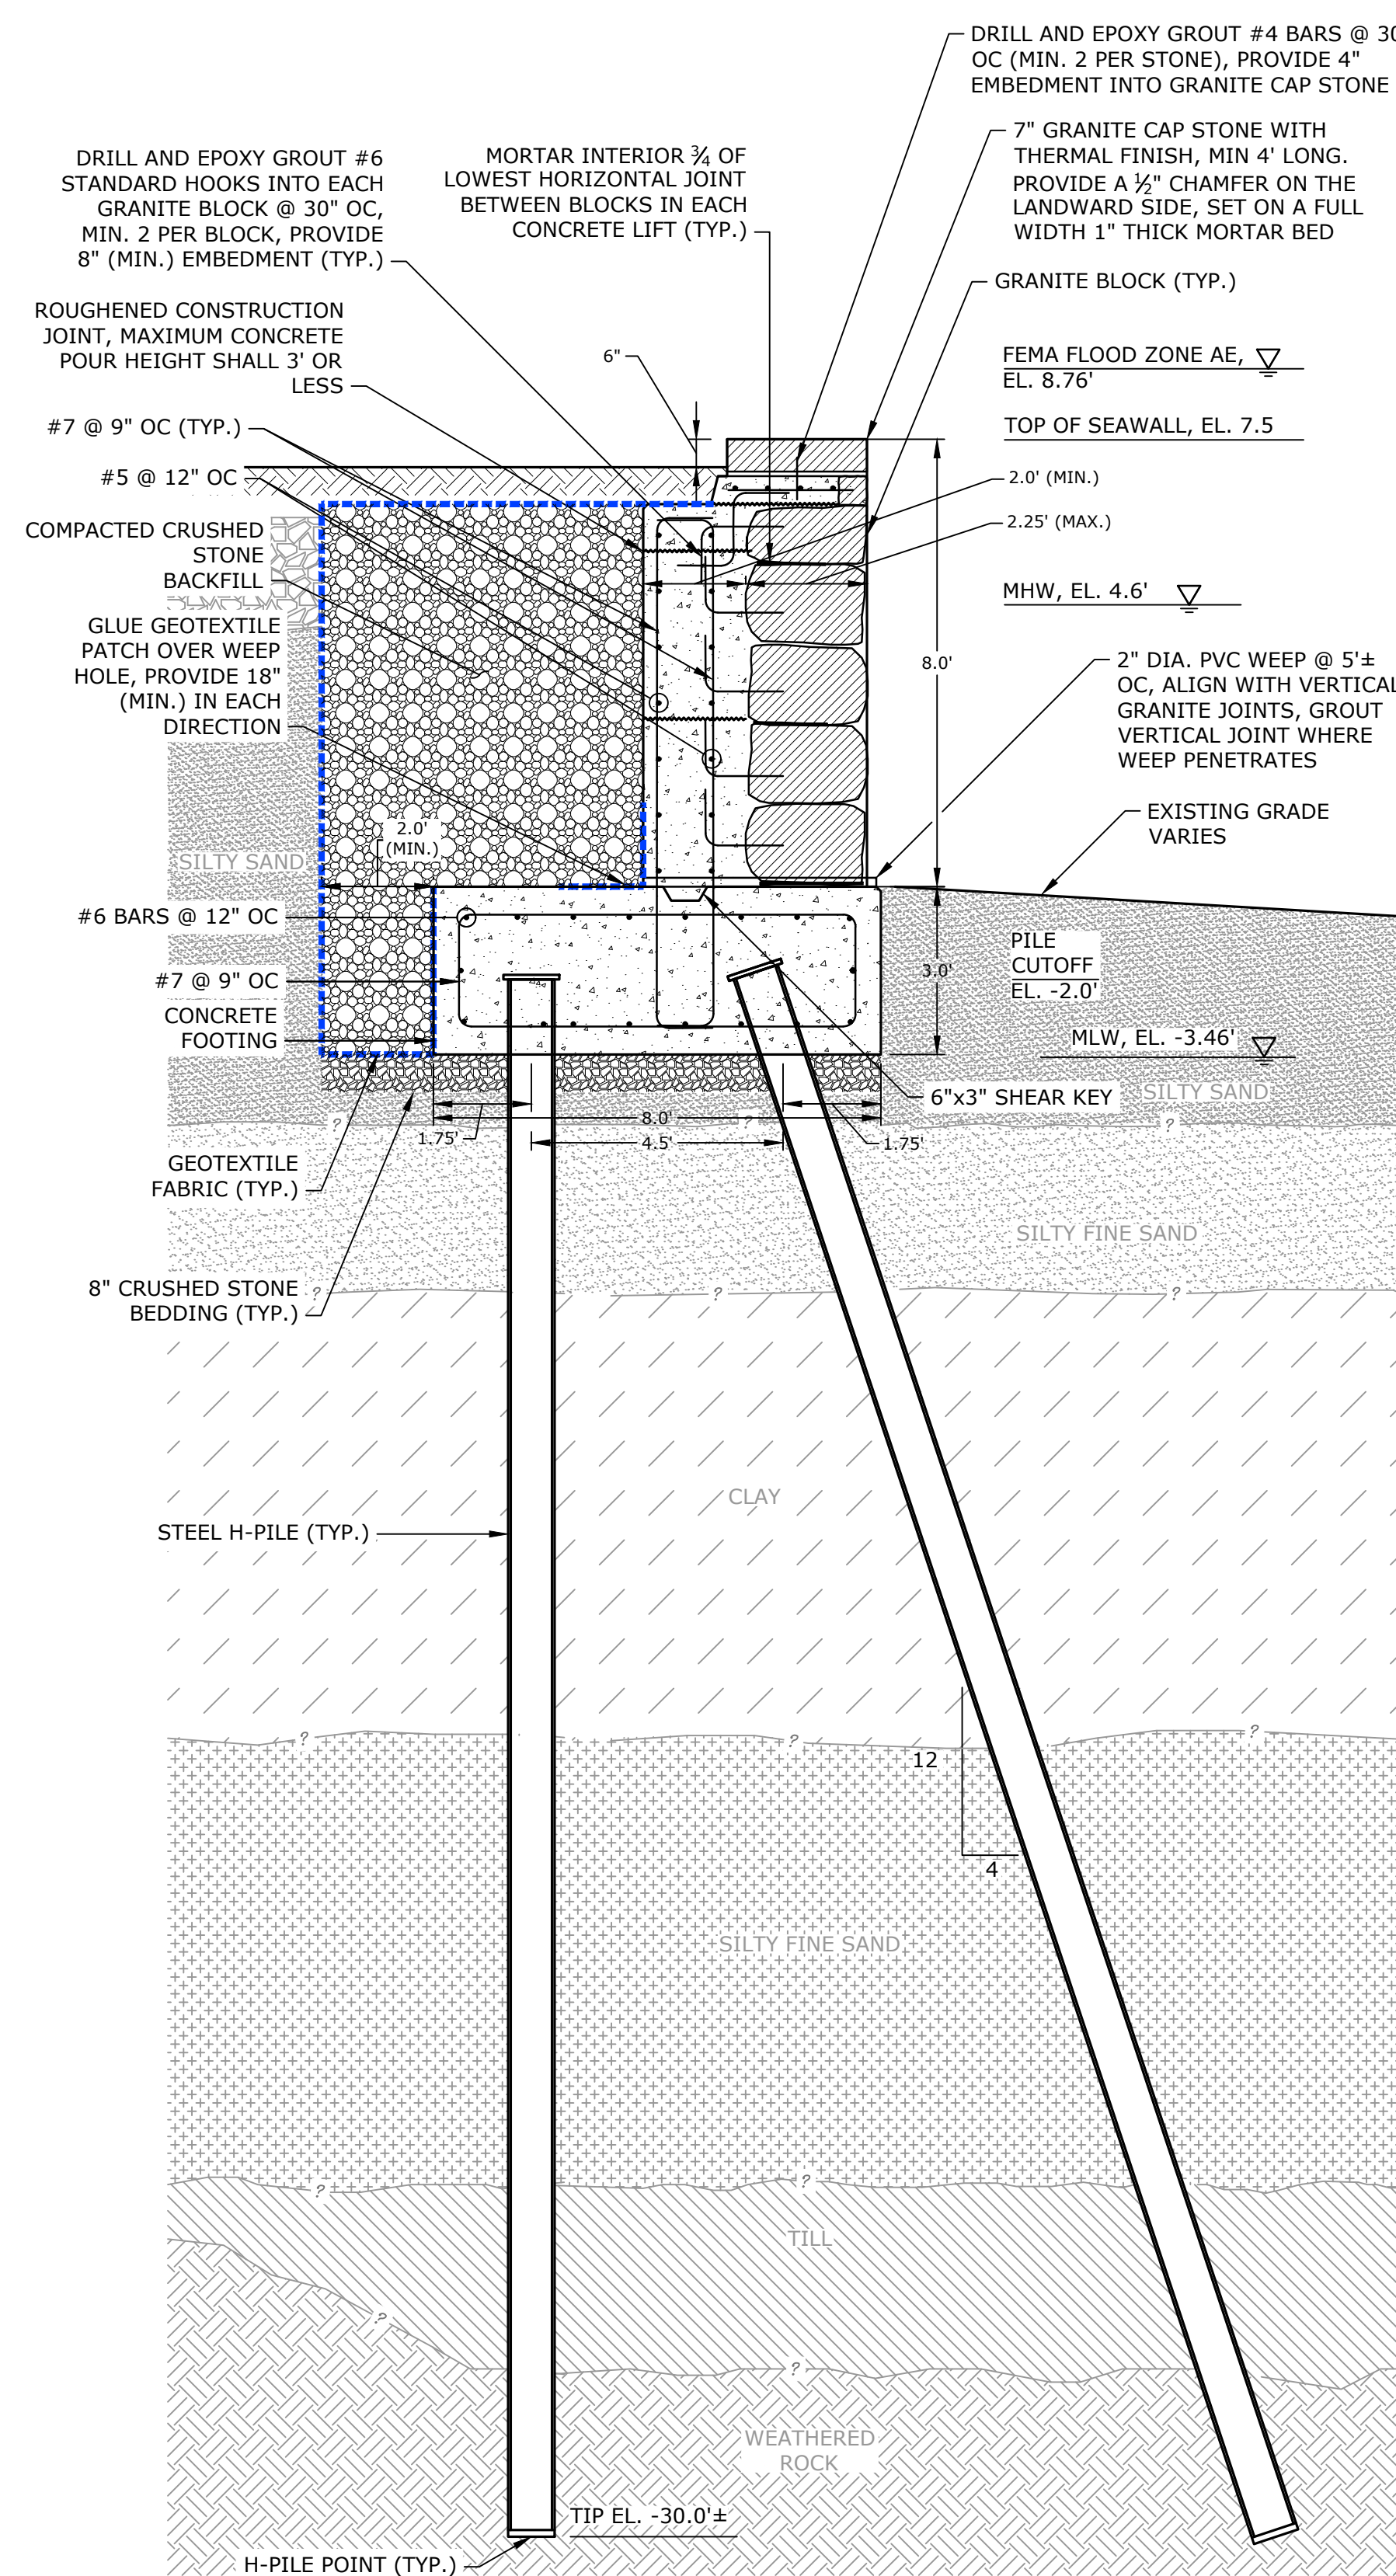 DRILL AND EPOXY GROUT #4 BARS @ 30
OC (MIN. 2 PER STONE), PROVIDE 4"
EMBEDMENT INTO GRANITE CAP STONE
7" GRANITE CAP STONE WITH
THERMAL FINISH, MIN 4' LONG.
PROVIDE A ½" CHAMFER ON THE
LANDWARD SIDE, SET ON A FULL
WIDTH 1" THICK MORTAR BED
DRILL AND EPOXY GROUT #6
STANDARD HOOKS INTO EACH
GRANITE BLOCK @ 30" OC,
MIN. 2 PER BLOCK, PROVIDE
8" (MIN.) EMBEDMENT (TYP.)
MORTAR INTERIOR ¾ OF
LOWEST HORIZONTAL JOINT
BETWEEN BLOCKS IN EACH
CONCRETE LIFT (TYP.)
GRANITE BLOCK (TYP.)
ROUGHENED CONSTRUCTION
JOINT, MAXIMUM CONCRETE
POUR HEIGHT SHALL 3' OR
LESS
6"
FEMA FLOOD ZONE AE,
EL. 8.76'
TOP OF SEAWALL, EL. 7.5
#7 @ 9" OC (TYP.)
#5 @ 12" OC
2.0' (MIN.)
2.25' (MAX.)
COMPACTED CRUSHED
STONE
BACKFILL
MHW, EL. 4.6'
GLUE GEOTEXTILE
PATCH OVER WEEP
HOLE, PROVIDE 18"
(MIN.) IN EACH
DIRECTION
8.0'
2" DIA. PVC WEEP @ 5'±
OC, ALIGN WITH VERTICAL
GRANITE JOINTS, GROUT
VERTICAL JOINT WHERE
WEEP PENETRATES
EXISTING GRADE
VARIES
2.0'
(MIN.)
SILTY SAND
#6 BARS @ 12" OC
PILE
CUTOFF
EL. -2.0'
3.0'
#7 @ 9" OC
CONCRETE
FOOTING
MLW, EL. -3.46'
6"x3" SHEAR KEY
SILTY SAND
8.0'
1.75'
4.5'
1.75'
?
?
?
GEOTEXTILE
FABRIC (TYP.)
SILTY FINE SAND
8" CRUSHED STONE
BEDDING (TYP.)
?
?
?
CLAY
STEEL H-PILE (TYP.)
?
?
?
12
4
SILTY FINE SAND
?
?
TILL
?
?
WEATHERED
ROCK
TIP EL. -30.0'±
H-PILE POINT (TYP.)